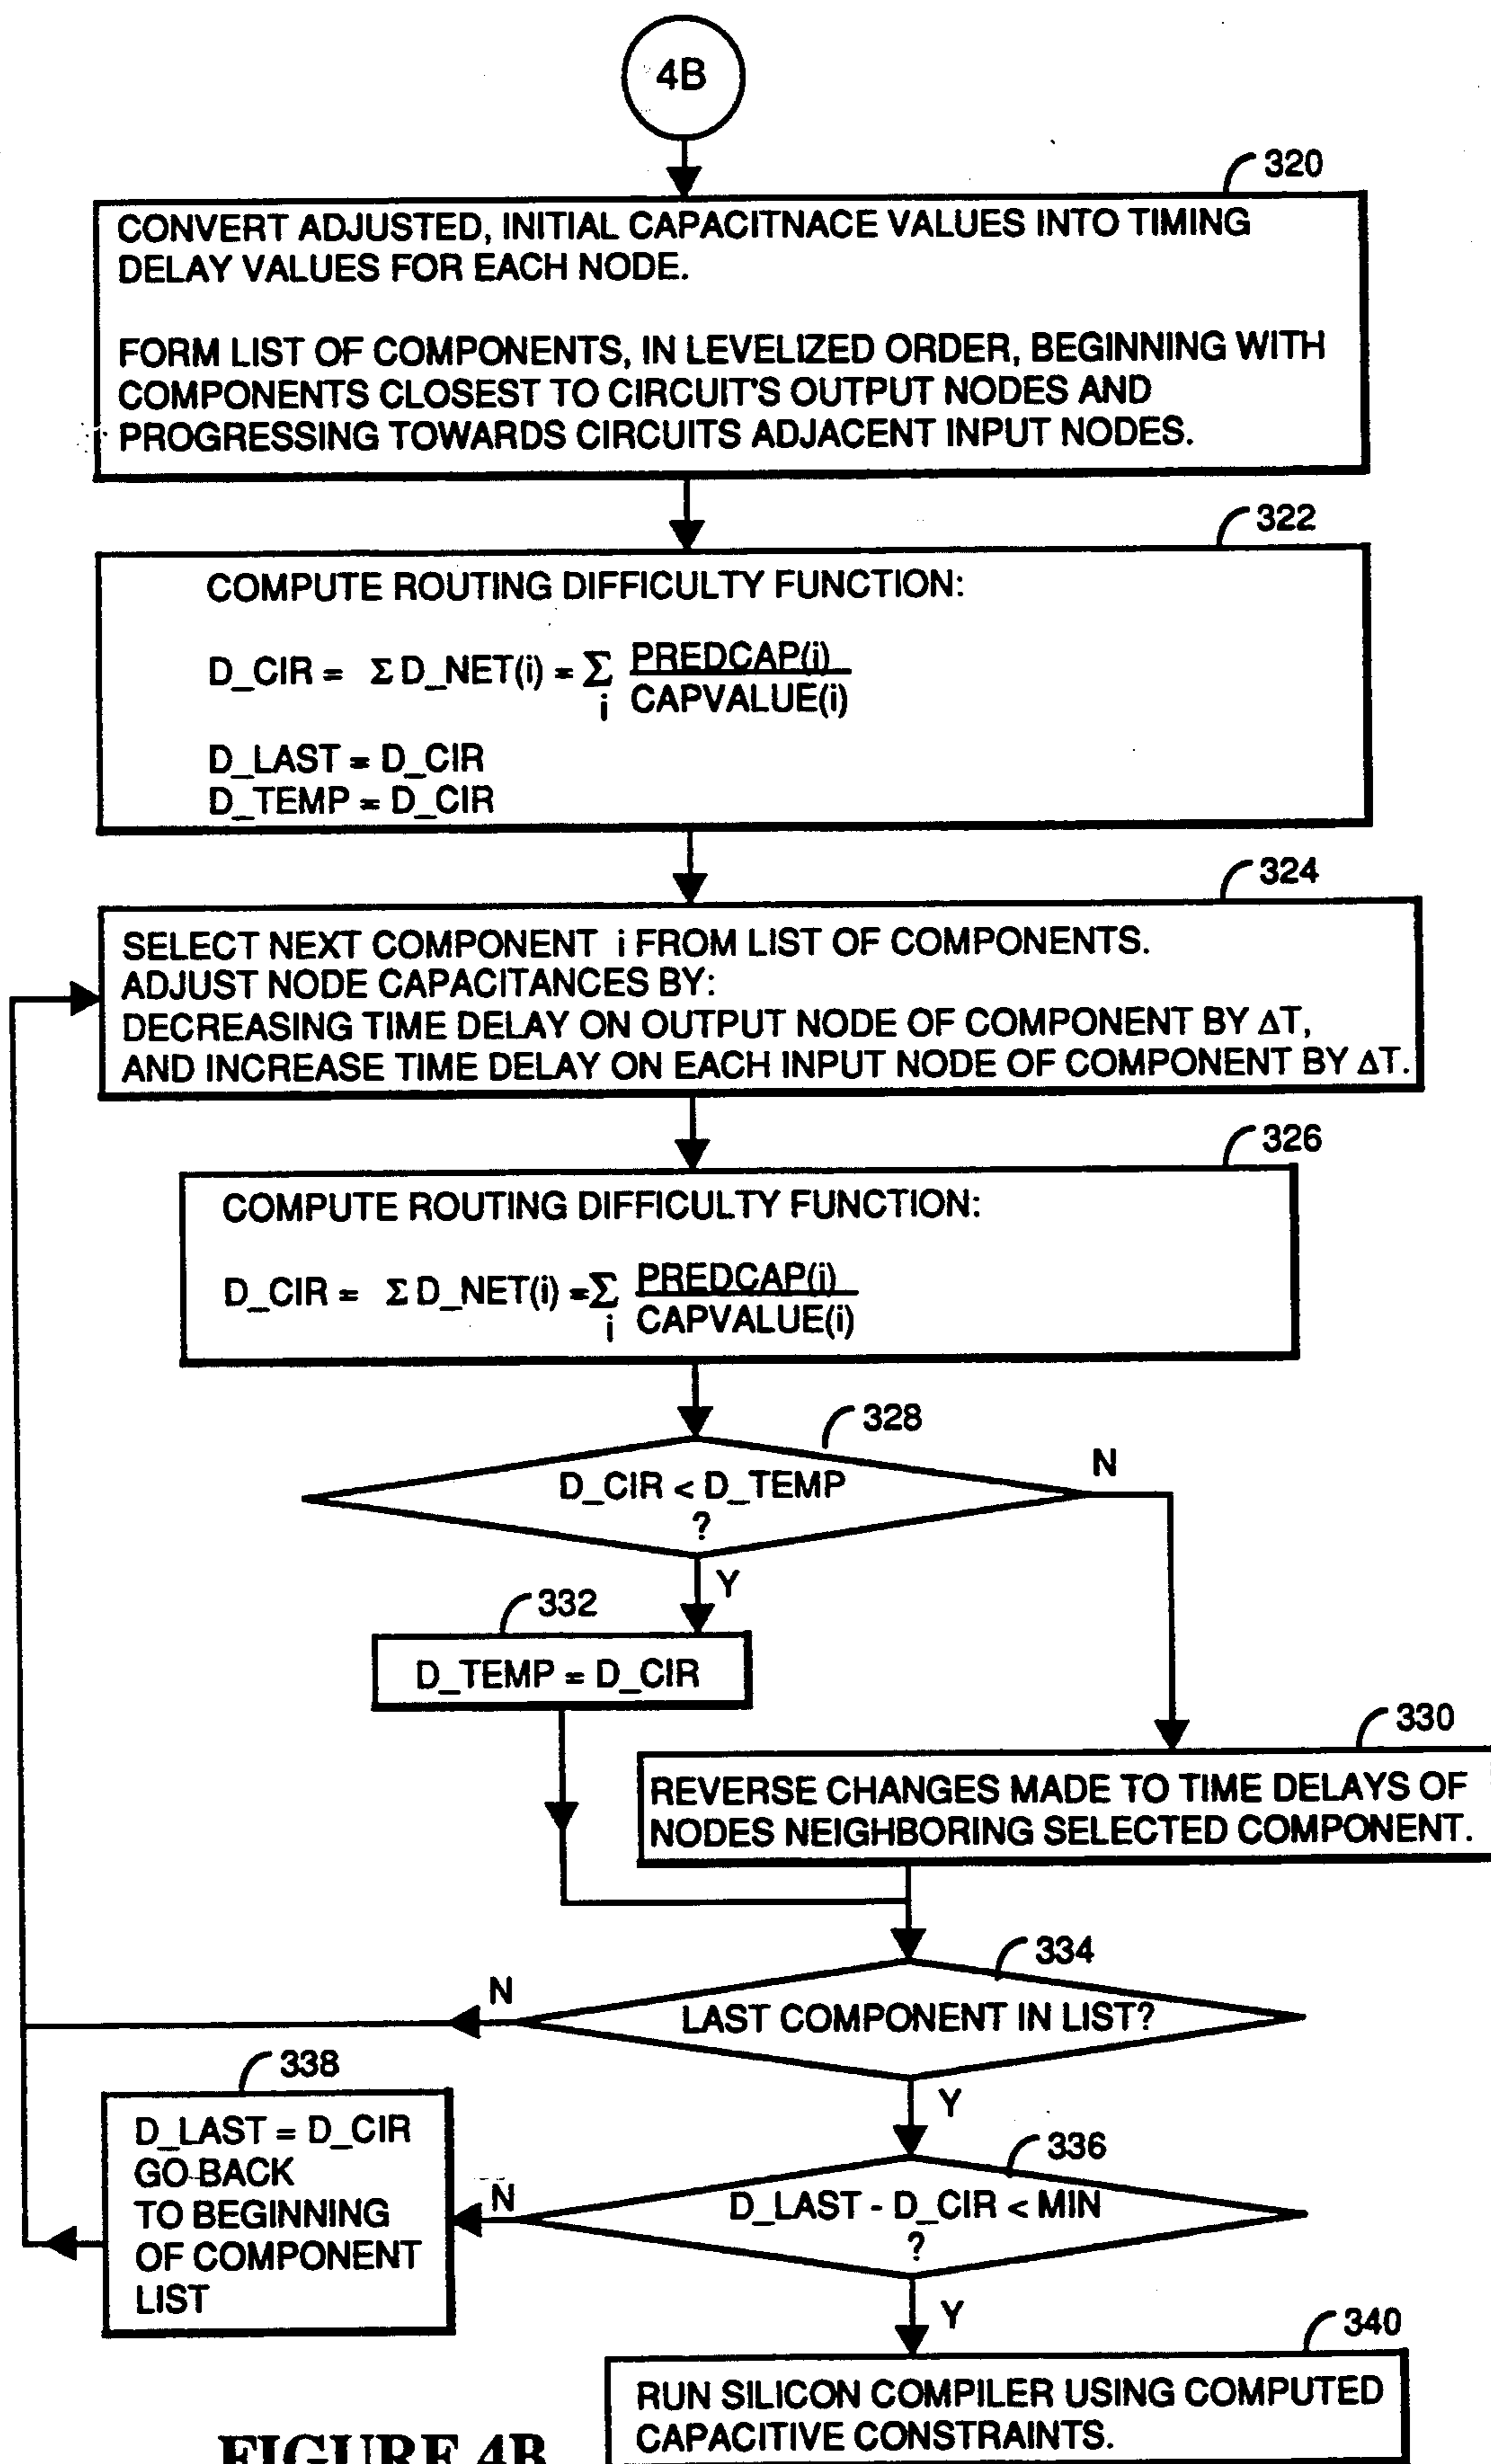 4B
320
CONVERT ADJUSTED, INITIAL CAPACITNACE VALUES INTO TIMING
DELAY VALUES FOR EACH NODE.
FORM LIST OF COMPONENTS, IN LEVELIZED ORDER, BEGINNING WITH
COMPONENTS CLOSEST TO CIRCUIT'S OUTPUT NODES AND
PROGRESSING TOWARDS CIRCUITS ADJACENT INPUT NODES.
322
COMPUTE ROUTING DIFFICULTY FUNCTION:
D_CIR = Σ D_NET(i) = Σ PREDCAP(i)
i CAPVALUE(i)
D_LAST = D_CIR
D_TEMP = D_CIR
324
SELECT NEXT COMPONENT i FROM LIST OF COMPONENTS.
ADJUST NODE CAPACITANCES BY:
DECREASING TIME DELAY ON OUTPUT NODE OF COMPONENT BY ΔT,
AND INCREASE TIME DELAY ON EACH INPUT NODE OF COMPONENT BY ΔT.
326
COMPUTE ROUTING DIFFICULTY FUNCTION:
D_CIR = Σ D_NET(i) = Σ PREDCAP(i)
i CAPVALUE(i)
328
D_CIR < D_TEMP
?
N
Y
332
D_TEMP = D_CIR
330
REVERSE CHANGES MADE TO TIME DELAYS OF
NODES NEIGHBORING SELECTED COMPONENT.
334
LAST COMPONENT IN LIST?
N
Y
338
D_LAST = D_CIR
GO BACK
TO BEGINNING
OF COMPONENT
LIST
336
D_LAST - D_CIR < MIN
?
N
Y
340
RUN SILICON COMPILER USING COMPUTED
CAPACITIVE CONSTRAINTS.
FIGURE 4B